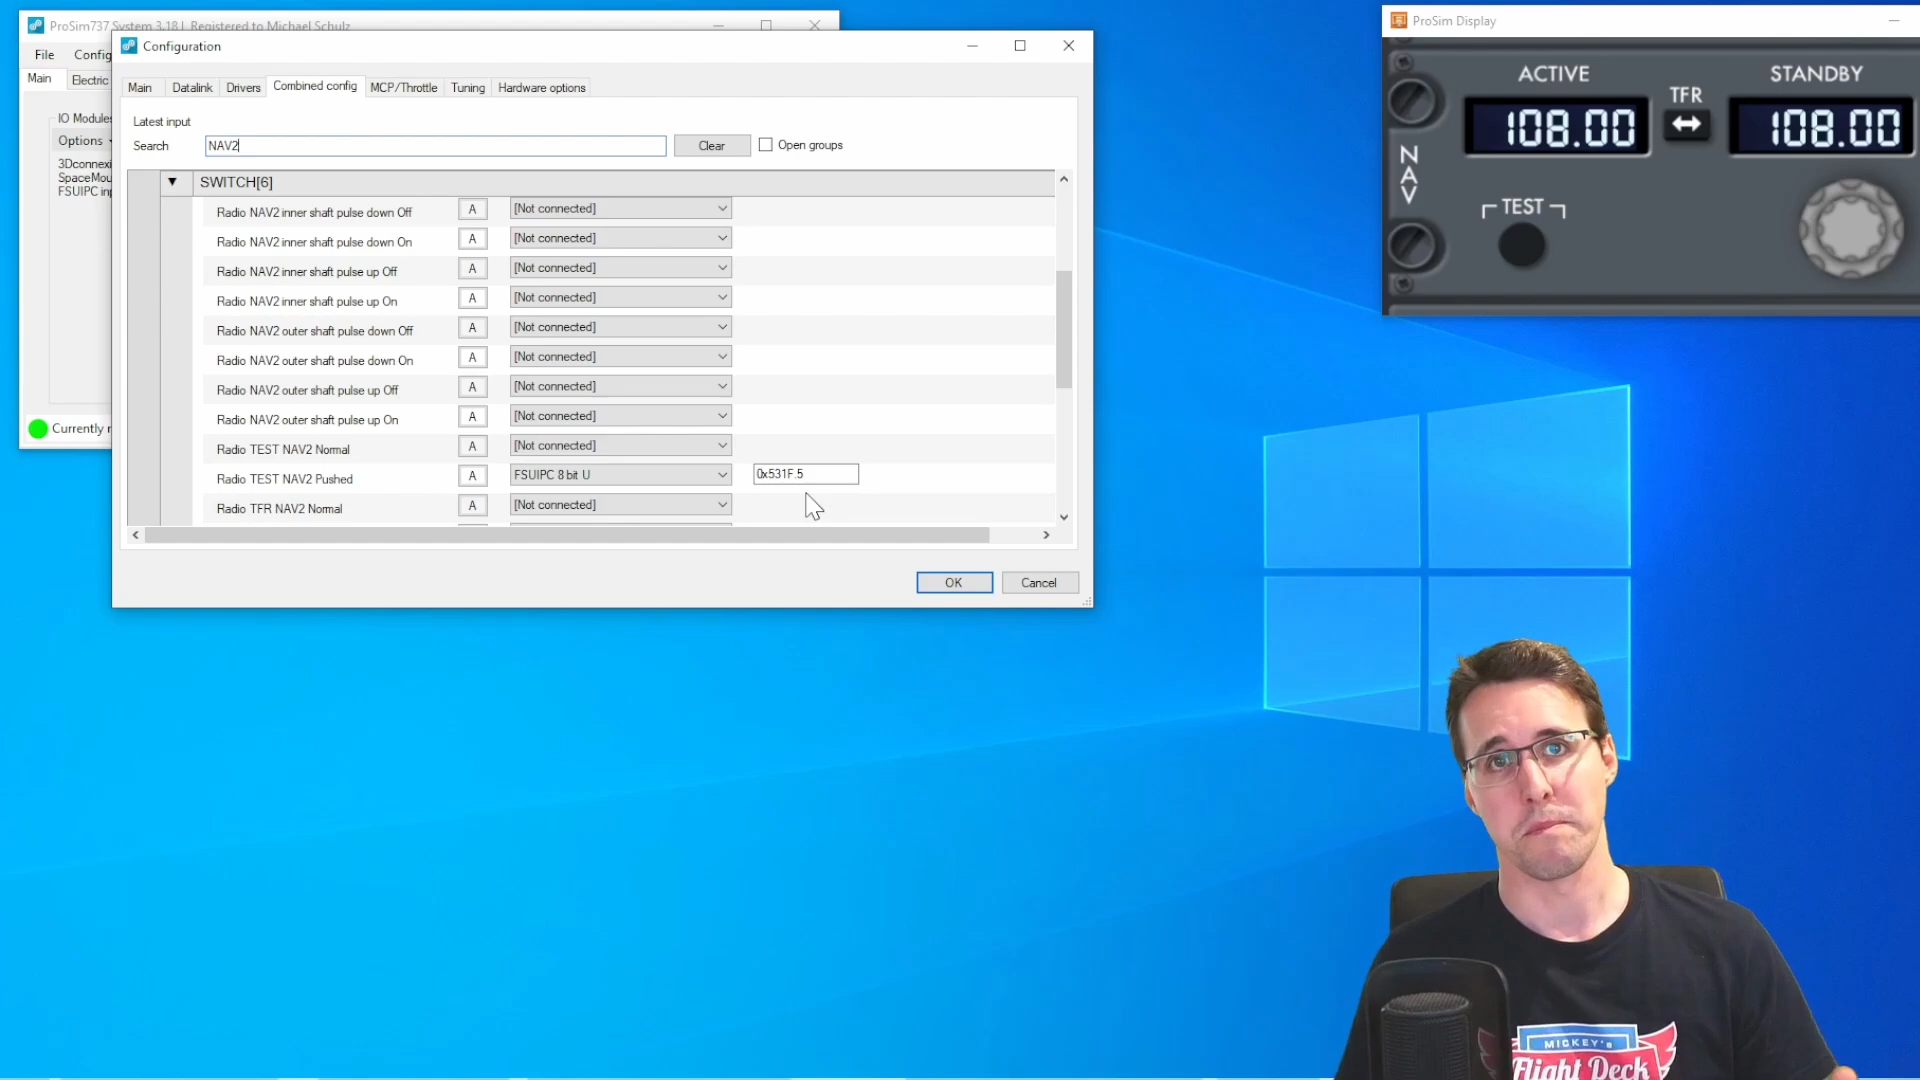 ProSim737 System 3.18 | Registered to Michael Schulz
File
Config
Main
Electric
IO Modules
Options
3Dconnexi
SpaceMou
FSUIPC inp
Currently r
Configuration
Main
Datalink
Drivers
Combined config
MCP/Throttle
Tuning
Hardware options
Latest input
Search
NAV2
Clear
Open groups
SWITCH[6]
Radio NAV2 inner shaft pulse down Off A [Not connected]
Radio NAV2 inner shaft pulse down On A [Not connected]
Radio NAV2 inner shaft pulse up Off A [Not connected]
Radio NAV2 inner shaft pulse up On A [Not connected]
Radio NAV2 outer shaft pulse down Off A [Not connected]
Radio NAV2 outer shaft pulse down On A [Not connected]
Radio NAV2 outer shaft pulse up Off A [Not connected]
Radio NAV2 outer shaft pulse up On A [Not connected]
Radio TEST NAV2 Normal A [Not connected]
Radio TEST NAV2 Pushed A FSUIPC 8 bit U 0x531F.5
Radio TFR NAV2 Normal A [Not connected]
OK
Cancel
ProSim Display
ACTIVE
STANDBY
TFR
108.00
108.00
NAV
TEST
MICKEY's
Flight Deck